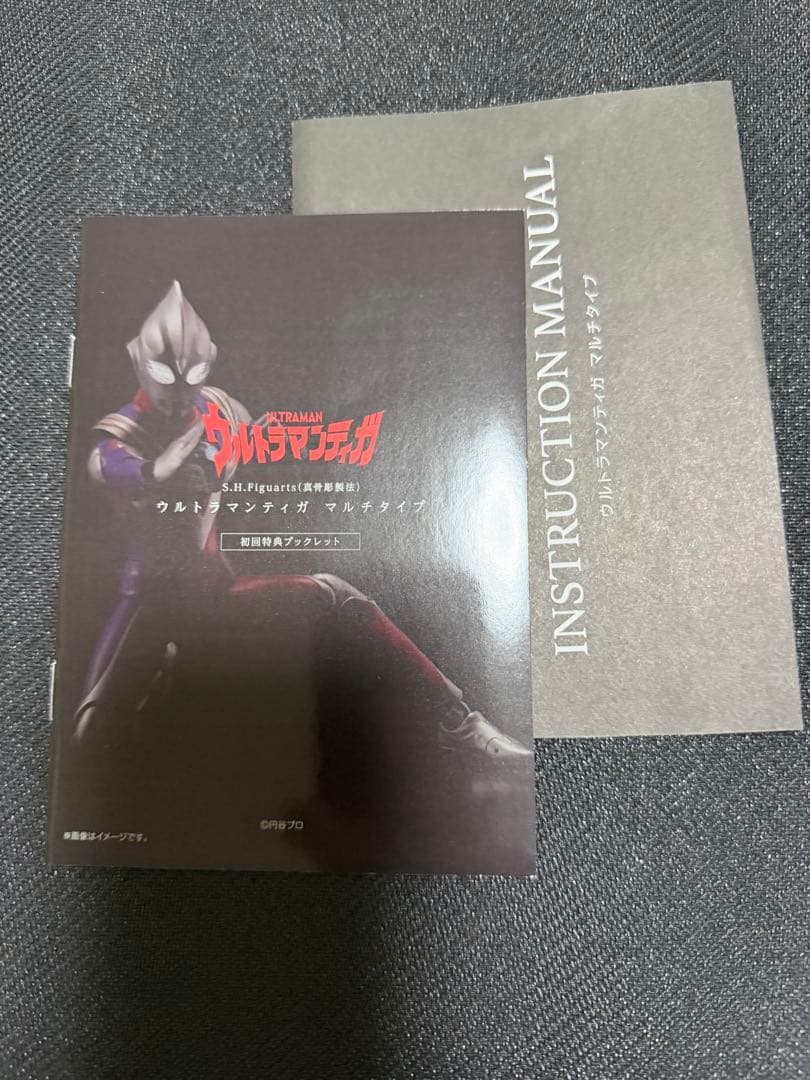 ULTRAMAN
ウルトラマンティガ
S.H.Figuarts(真骨彫製法)
ウルトラマンティガ マルチタイプ
初回特典ブックレット
©円谷プロ
※画像はイメージです。
INSTRUCTION MANUAL
ウルトラマンティガ マルチタイプ